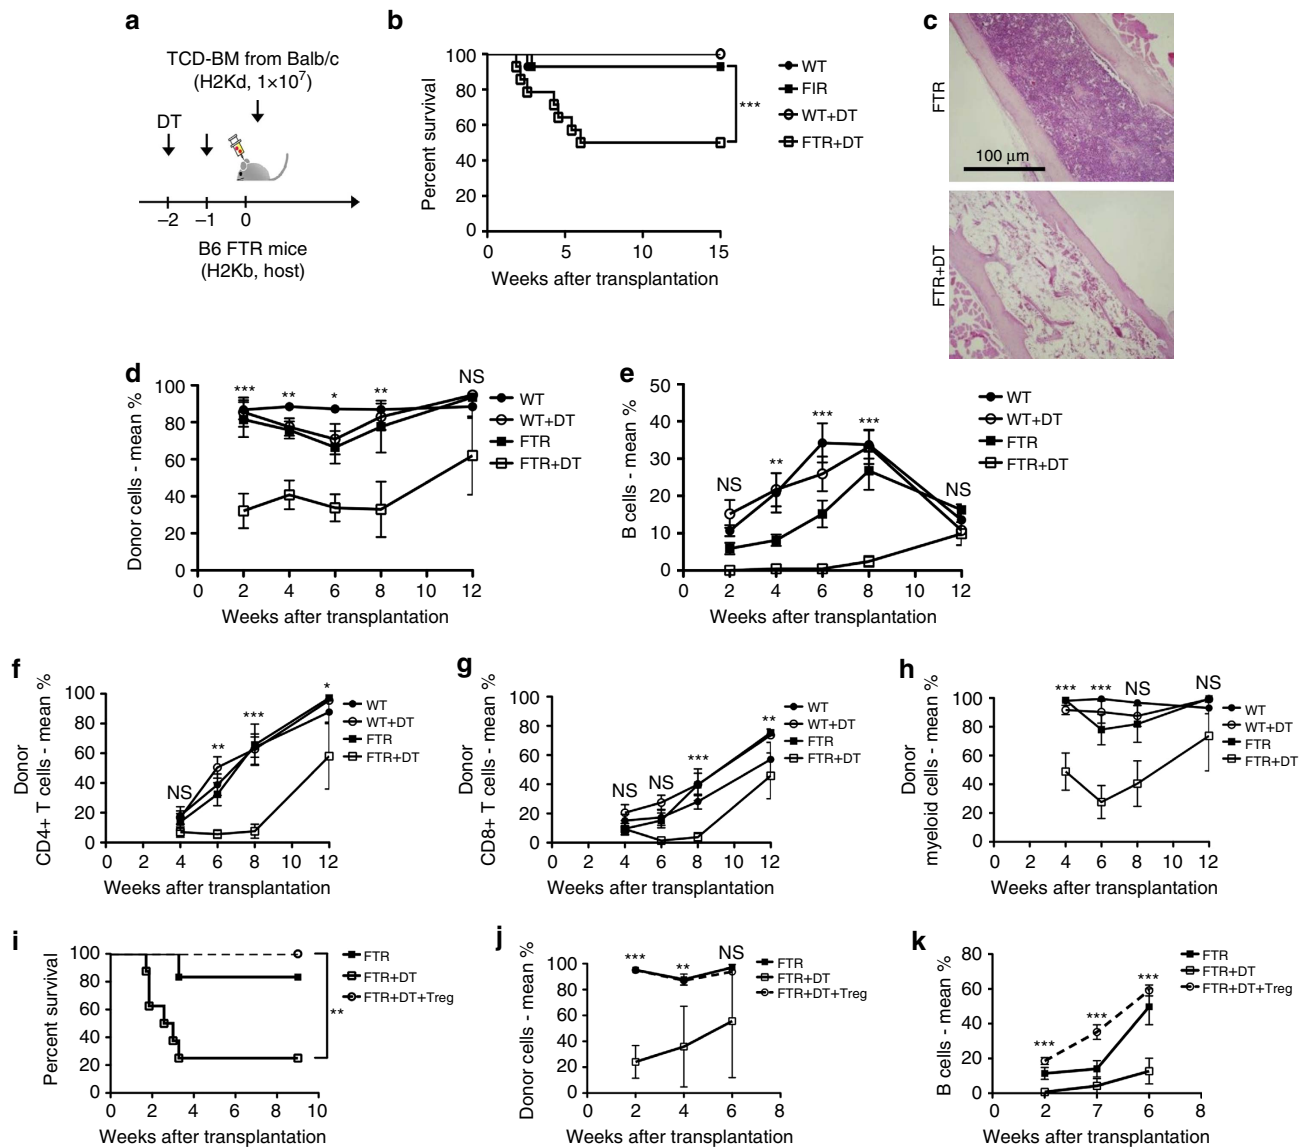 a
TCD-BM from Balb/c
(H2Kd, 1×10⁷)
DT
–2 –1 0
B6 FTR mice
(H2Kb, host)
b
Percent survival
100
80
60
40
20
0
0 5 10 15
Weeks after transplantation
***
WT
FIR
WT+DT
FTR+DT
c
FTR
100 μm
FTR+DT
d
Donor cells - mean %
100
80
60
40
20
0
*** ** * ** NS
0 2 4 6 8 10 12
Weeks after transplantation
WT
WT+DT
FTR
FTR+DT
e
B cells - mean %
50
40
30
20
10
0
NS ** *** *** NS
0 2 4 6 8 10 12
Weeks after transplantation
WT
WT+DT
FTR
FTR+DT
f
Donor
CD4+ T cells - mean %
100
80
60
40
20
0
NS ** *** *
0 2 4 6 8 10 12
Weeks after transplantation
WT
WT+DT
FTR
FTR+DT
g
Donor
CD8+ T cells - mean %
100
80
60
40
20
0
NS NS *** **
0 2 4 6 8 10 12
Weeks after transplantation
WT
WT+DT
FTR
FTR+DT
h
Donor
myeloid cells - mean %
100
80
60
40
20
0
*** *** NS NS
0 2 4 6 8 10 12
Weeks after transplantation
WT
WT+DT
FTR
FTR+DT
i
Percent survival
100
80
60
40
20
0
0 2 4 6 8 10
Weeks after transplantation
**
FTR
FTR+DT
FTR+DT+Treg
j
Donor cells - mean %
100
80
60
40
20
0
*** ** NS
0 2 4 6 8
Weeks after transplantation
FTR
FTR+DT
FTR+DT+Treg
k
B cells - mean %
80
60
40
20
0
*** *** ***
0 2 7 6 8
Weeks after transplantation
FTR
FTR+DT
FTR+DT+Treg